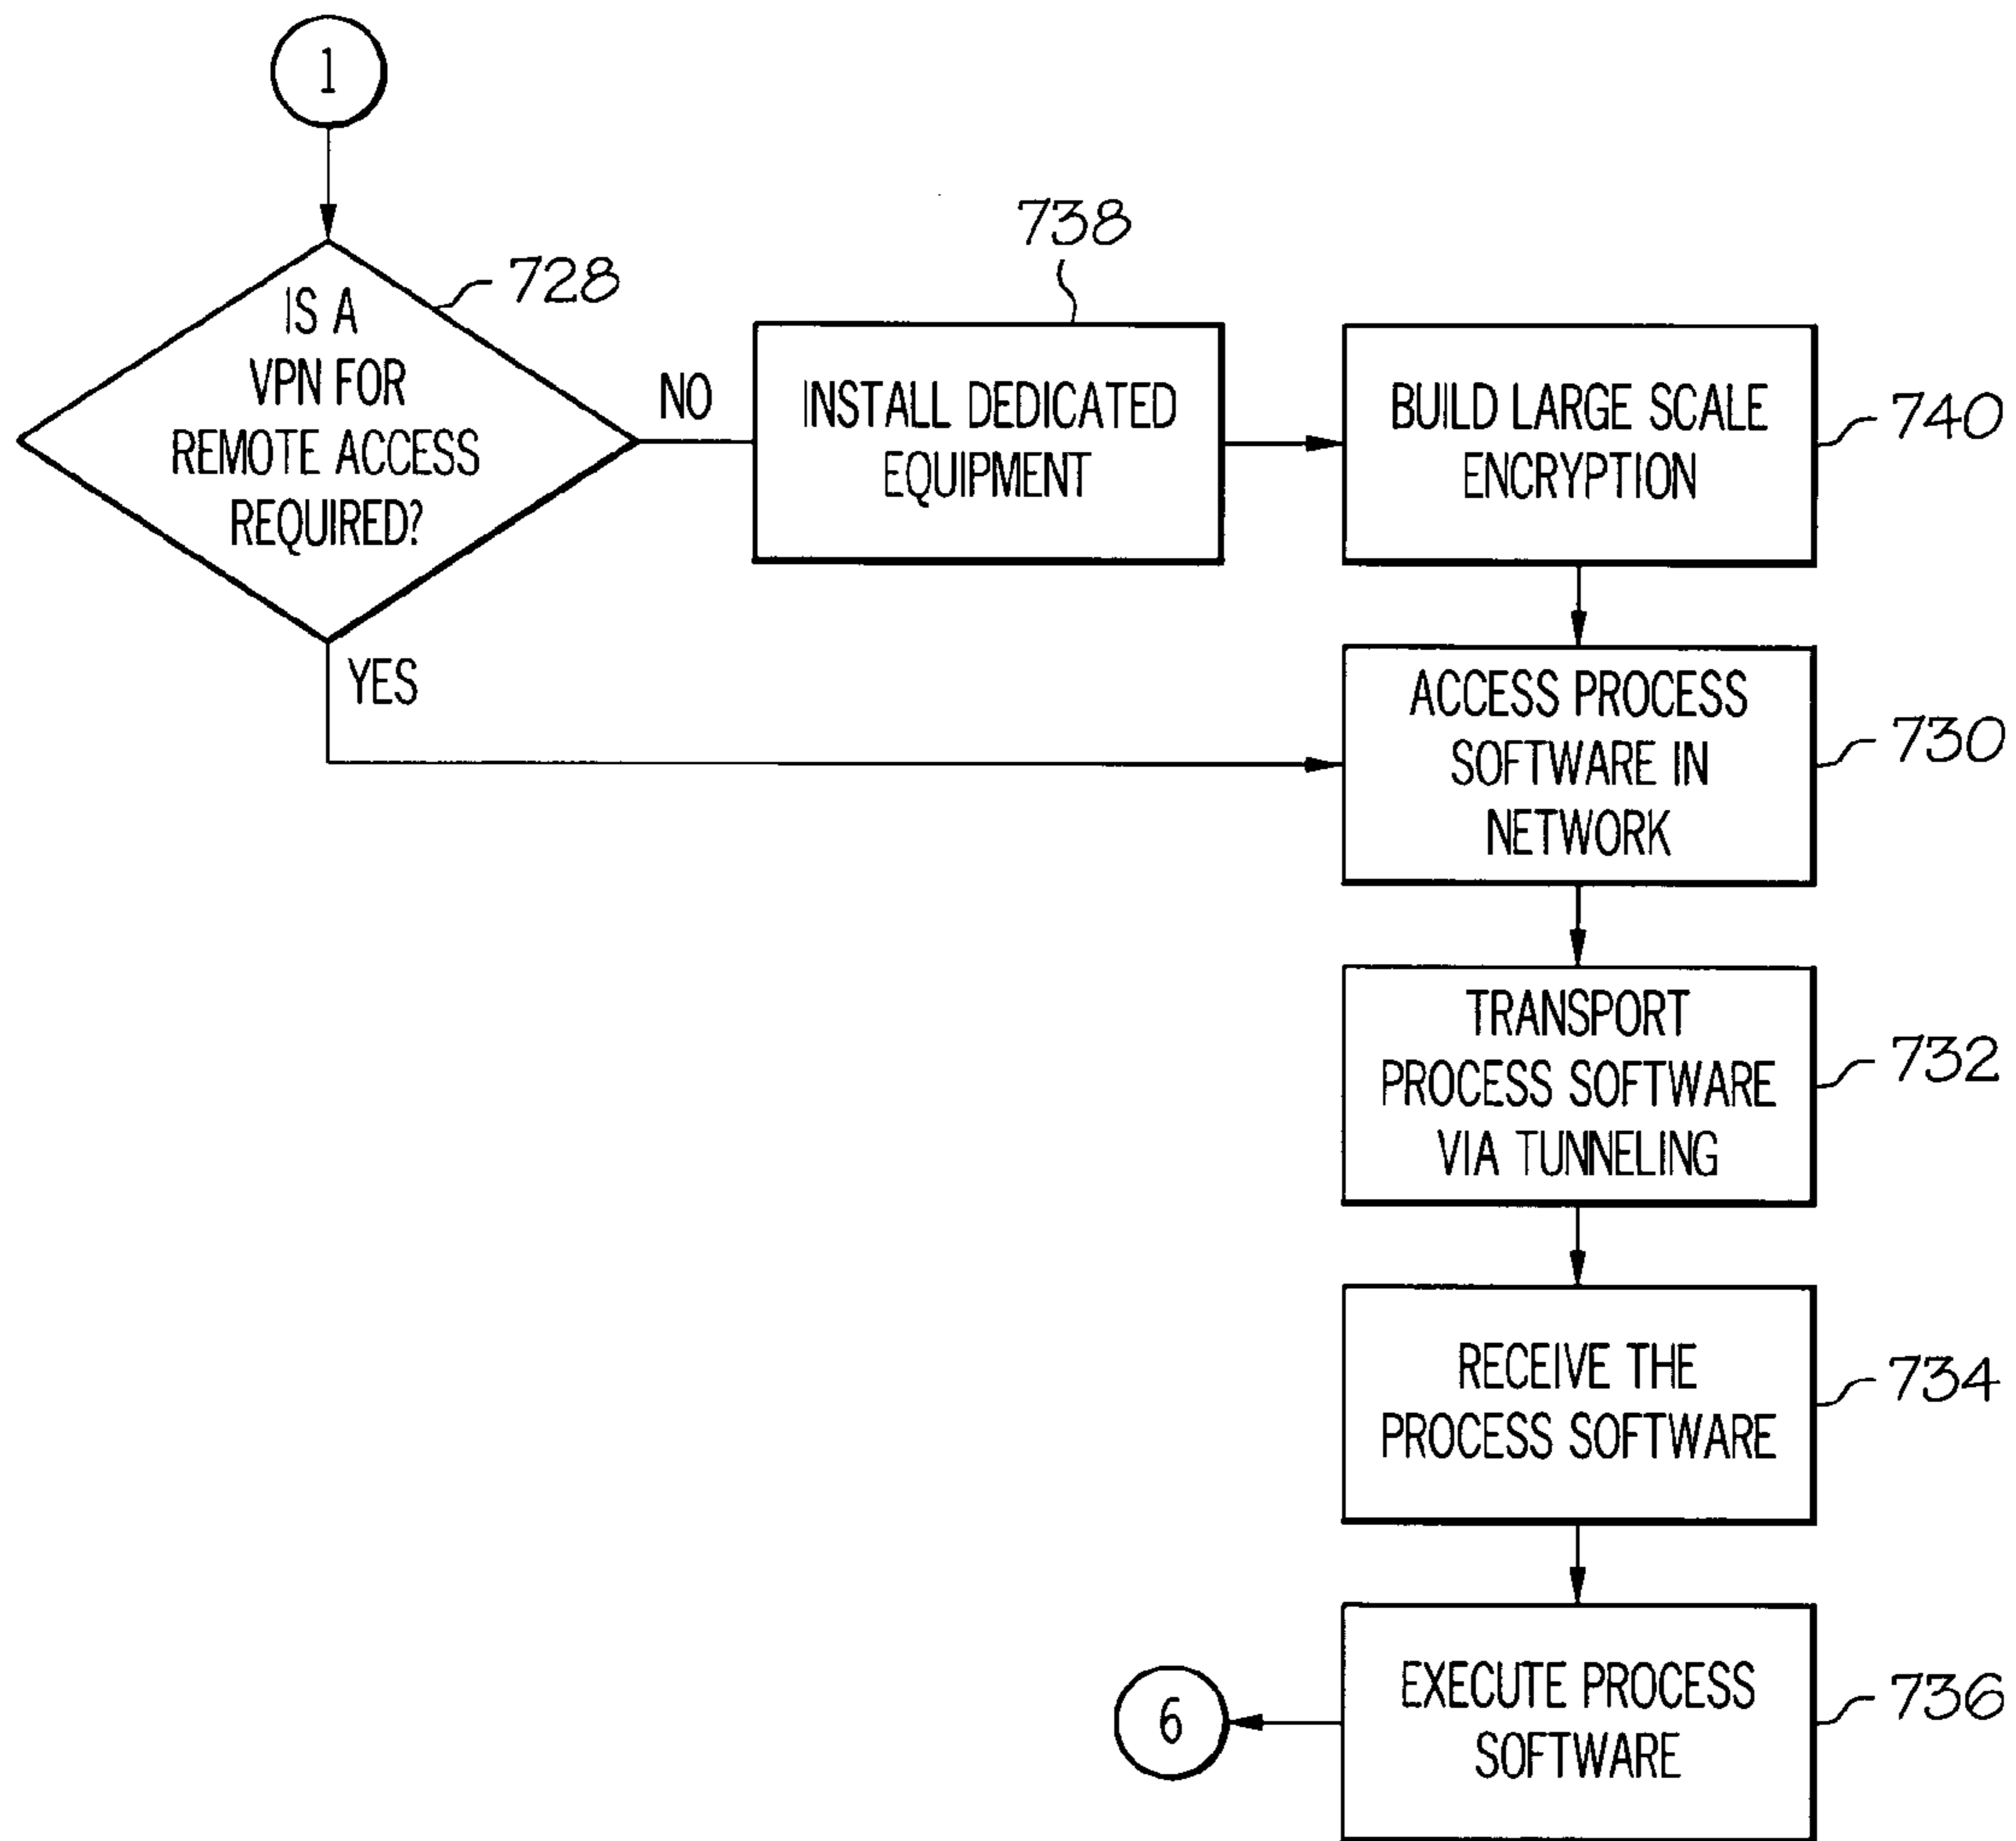 1
IS A
VPN FOR
REMOTE ACCESS
REQUIRED?
728
NO
YES
738
INSTALL DEDICATED
EQUIPMENT
BUILD LARGE SCALE
ENCRYPTION
740
ACCESS PROCESS
SOFTWARE IN
NETWORK
730
TRANSPORT
PROCESS SOFTWARE
VIA TUNNELING
732
RECEIVE THE
PROCESS SOFTWARE
734
EXECUTE PROCESS
SOFTWARE
736
6